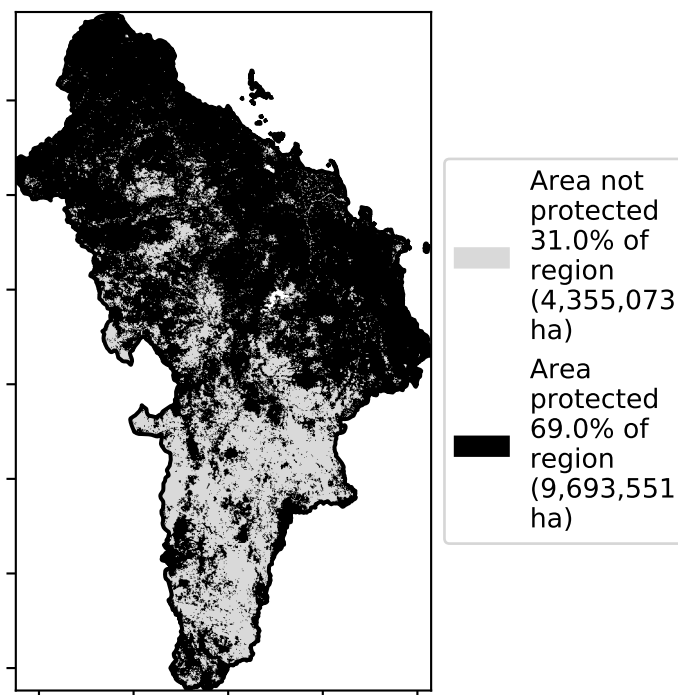 Area not
protected
31.0% of
region
(4,355,073
ha)
Area
protected
69.0% of
region
(9,693,551
ha)